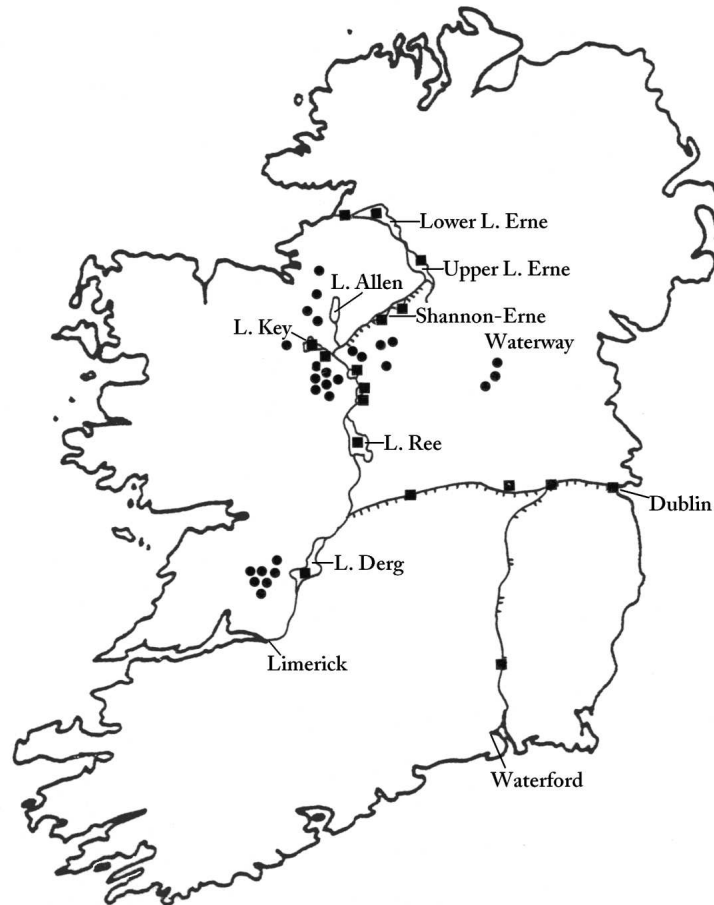 Lower L. Erne
Upper L. Erne
L. Allen
Shannon-Erne
Waterway
L. Key
L. Ree
Dublin
L. Derg
Limerick
Waterford